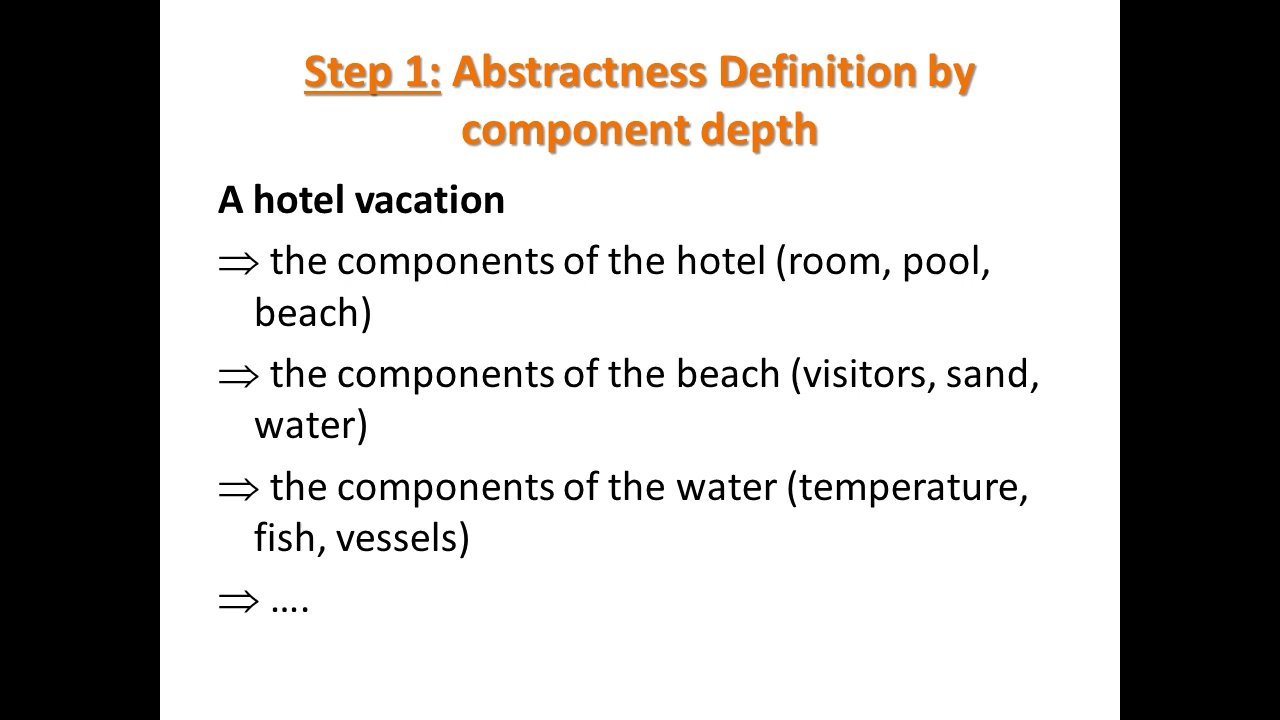 Step 1: Abstractness Definition by
component depth
A hotel vacation
⇒ the components of the hotel (room, pool,
beach)
⇒ the components of the beach (visitors, sand,
water)
⇒ the components of the water (temperature,
fish, vessels)
⇒ ....